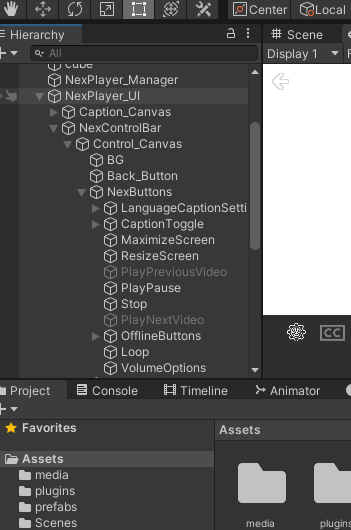 Center
Local
Hierarchy
Scene
All
Display 1
cube
NexPlayer_Manager
NexPlayer_UI
Caption_Canvas
NexControlBar
Control_Canvas
BG
Back_Button
NexButtons
LanguageCaptionSetti
CaptionToggle
MaximizeScreen
ResizeScreen
PlayPreviousVideo
PlayPause
Stop
PlayNextVideo
OfflineButtons
Loop
VolumeOptions
CC
Project
Console
Timeline
Animator
Favorites
Assets
Assets
media
plugins
prefabs
Scenes
media
plugins